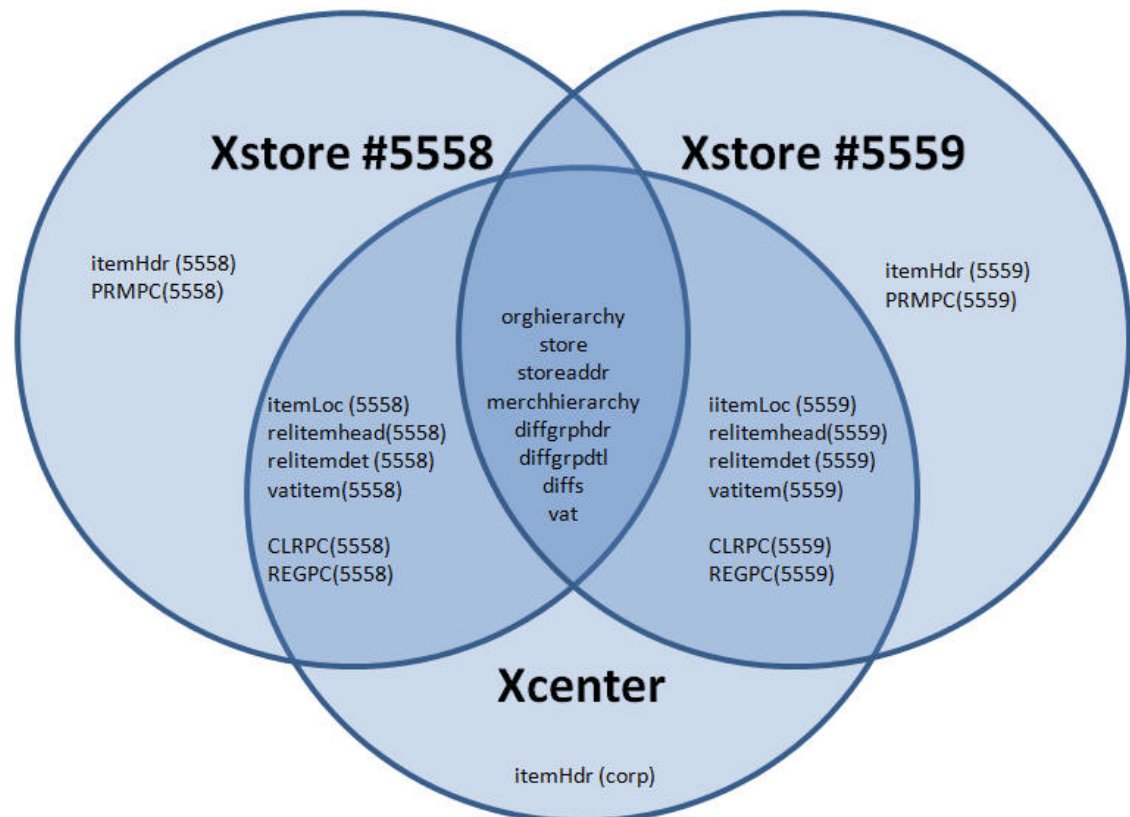 Xstore #5558
Xstore #5559
itemHdr (5558)
PRMPC(5558)
itemHdr (5559)
PRMPC(5559)
orghierarchy
store
storeaddr
merchhierarchy
diffgrphdr
diffgrpdtl
diffs
vat
itemLoc (5558)
relitemhead(5558)
relitemdet (5558)
vatitem(5558)
CLRPC(5558)
REGPC(5558)
iitemLoc (5559)
relitemhead(5559)
relitemdet (5559)
vatitem(5559)
CLRPC(5559)
REGPC(5559)
Xcenter
itemHdr (corp)